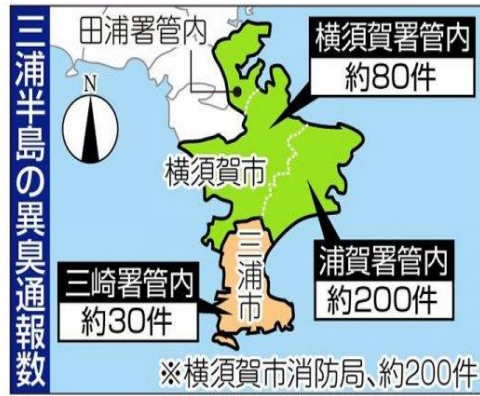 三浦半島の異臭通報数
田浦署管内
横須賀署管内
約80件
N
横須賀市
三浦市
浦賀署管内
約200件
三崎署管内
約30件
※横須賀市消防局、約200件